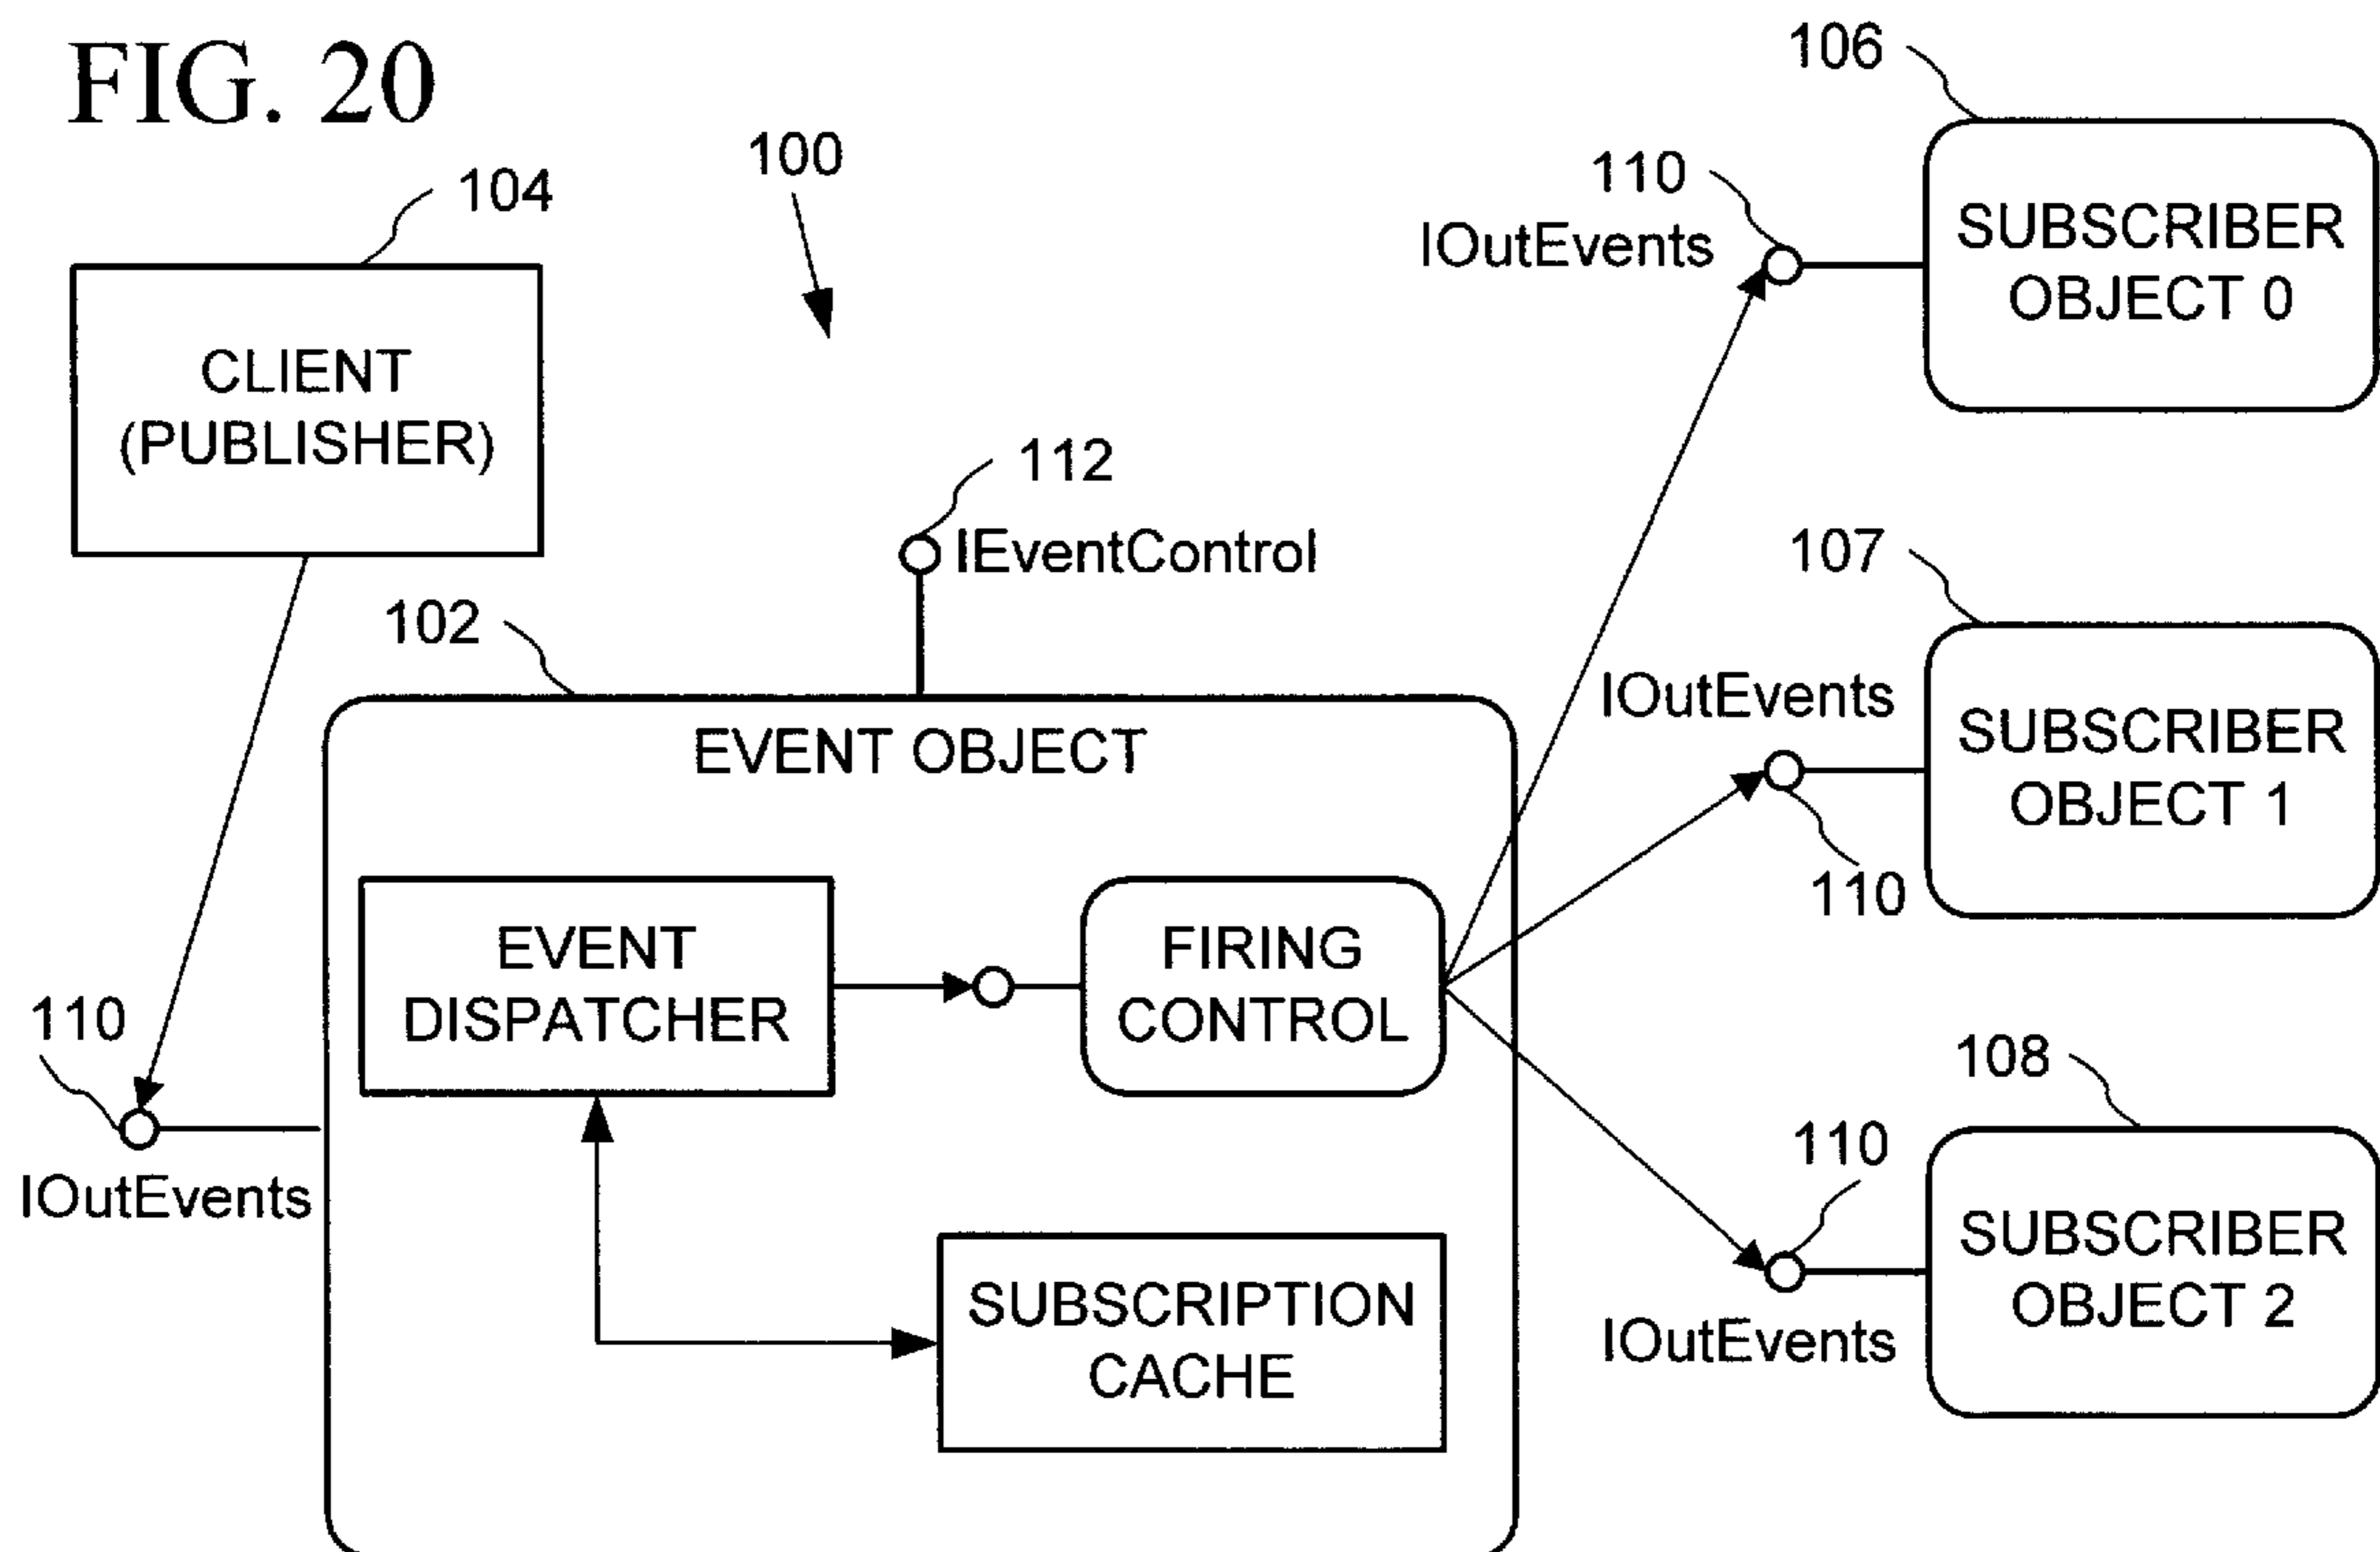 FIG. 20
106
100
110
104
IOutEvents
SUBSCRIBER
OBJECT 0
CLIENT
(PUBLISHER)
112
IEventControl
107
102
IOutEvents
SUBSCRIBER
OBJECT 1
EVENT OBJECT
110
EVENT
DISPATCHER
FIRING
CONTROL
110
IOutEvents
108
110
SUBSCRIBER
OBJECT 2
IOutEvents
SUBSCRIPTION
CACHE